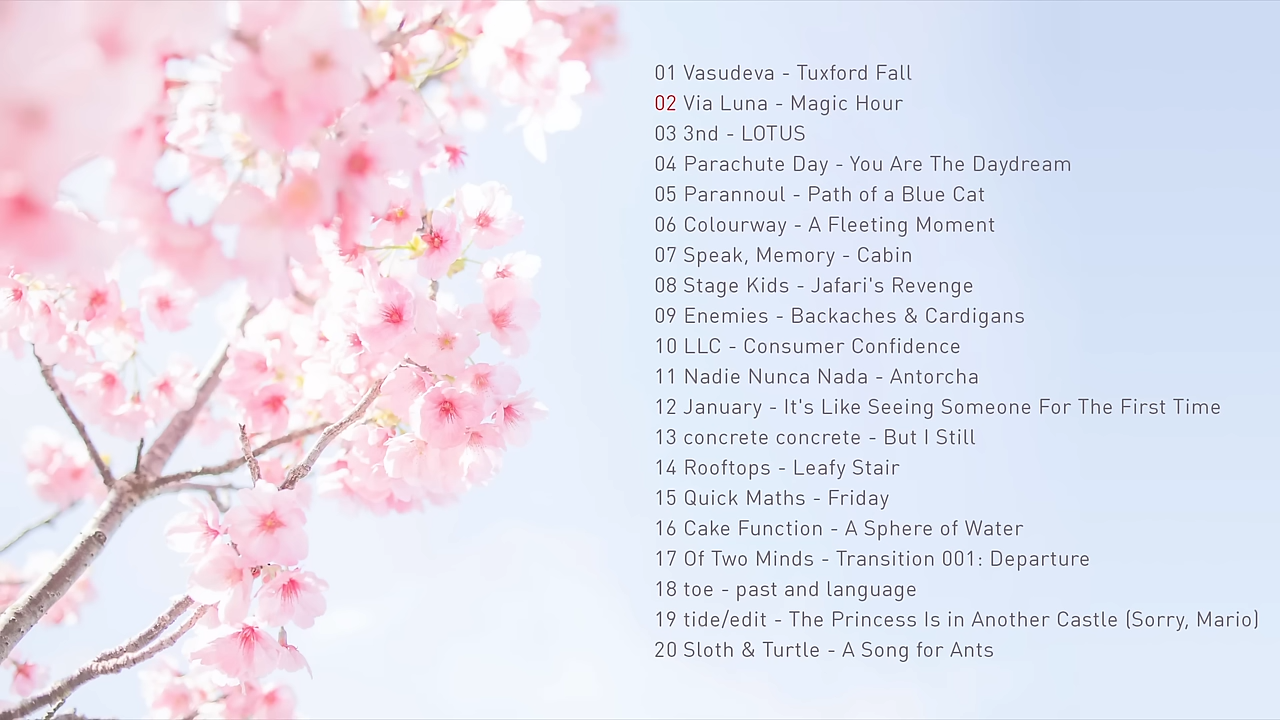 01 Vasudeva - Tuxford Fall
02 Via Luna - Magic Hour
03 3nd - LOTUS
04 Parachute Day - You Are The Daydream
05 Parannoul - Path of a Blue Cat
06 Colourway - A Fleeting Moment
07 Speak, Memory - Cabin
08 Stage Kids - Jafari's Revenge
09 Enemies - Backaches & Cardigans
10 LLC - Consumer Confidence
11 Nadie Nunca Nada - Antorcha
12 January - It's Like Seeing Someone For The First Time
13 concrete concrete - But I Still
14 Rooftops - Leafy Stair
15 Quick Maths - Friday
16 Cake Function - A Sphere of Water
17 Of Two Minds - Transition 001: Departure
18 toe - past and language
19 tide/edit - The Princess Is in Another Castle (Sorry, Mario)
20 Sloth & Turtle - A Song for Ants